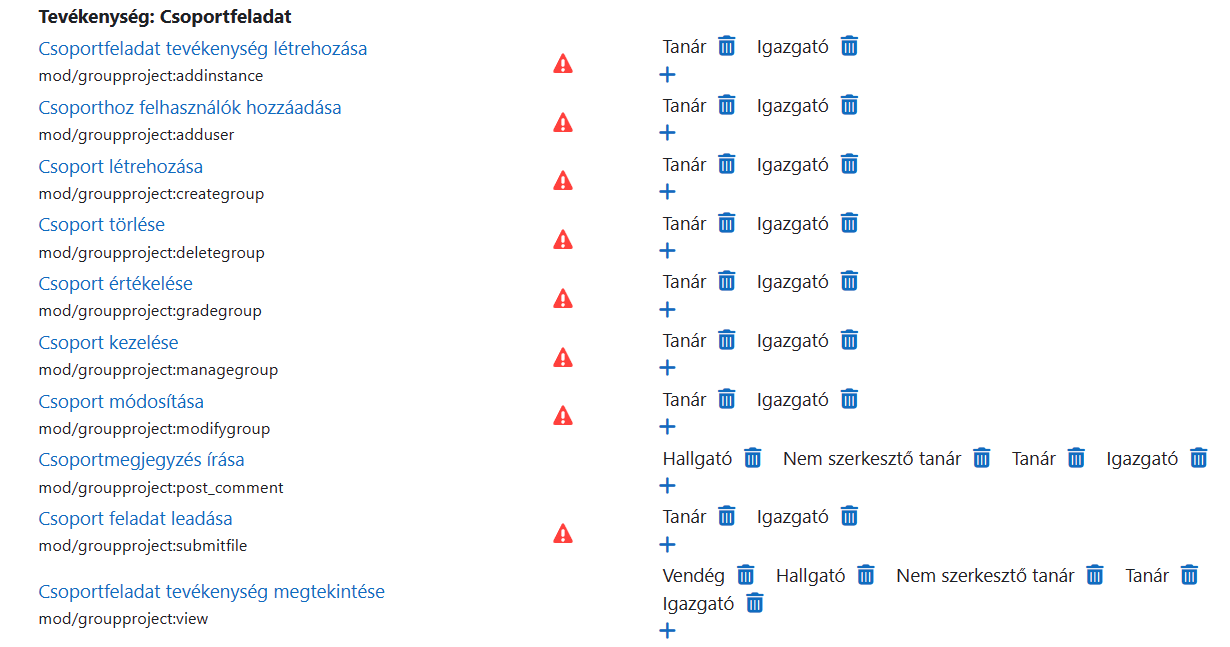 Tevékenység: Csoportfeladat
Csoportfeladat tevékenység létrehozása
mod/groupproject:addinstance
Tanár Igazgató
Csoporthoz felhasználók hozzáadása
mod/groupproject:adduser
Tanár Igazgató
Csoport létrehozása
mod/groupproject:creategroup
Tanár Igazgató
Csoport törlése
mod/groupproject:deletegroup
Tanár Igazgató
Csoport értékelése
mod/groupproject:gradegroup
Tanár Igazgató
Csoport kezelése
mod/groupproject:managegroup
Tanár Igazgató
Csoport módosítása
mod/groupproject:modifygroup
Tanár Igazgató
Csoportmegjegyzés írása
mod/groupproject:post_comment
Hallgató Nem szerkesztő tanár Tanár Igazgató
Csoport feladat leadása
mod/groupproject:submitfile
Tanár Igazgató
Csoportfeladat tevékenység megtekintése
mod/groupproject:view
Vendég Hallgató Nem szerkesztő tanár Tanár
Igazgató